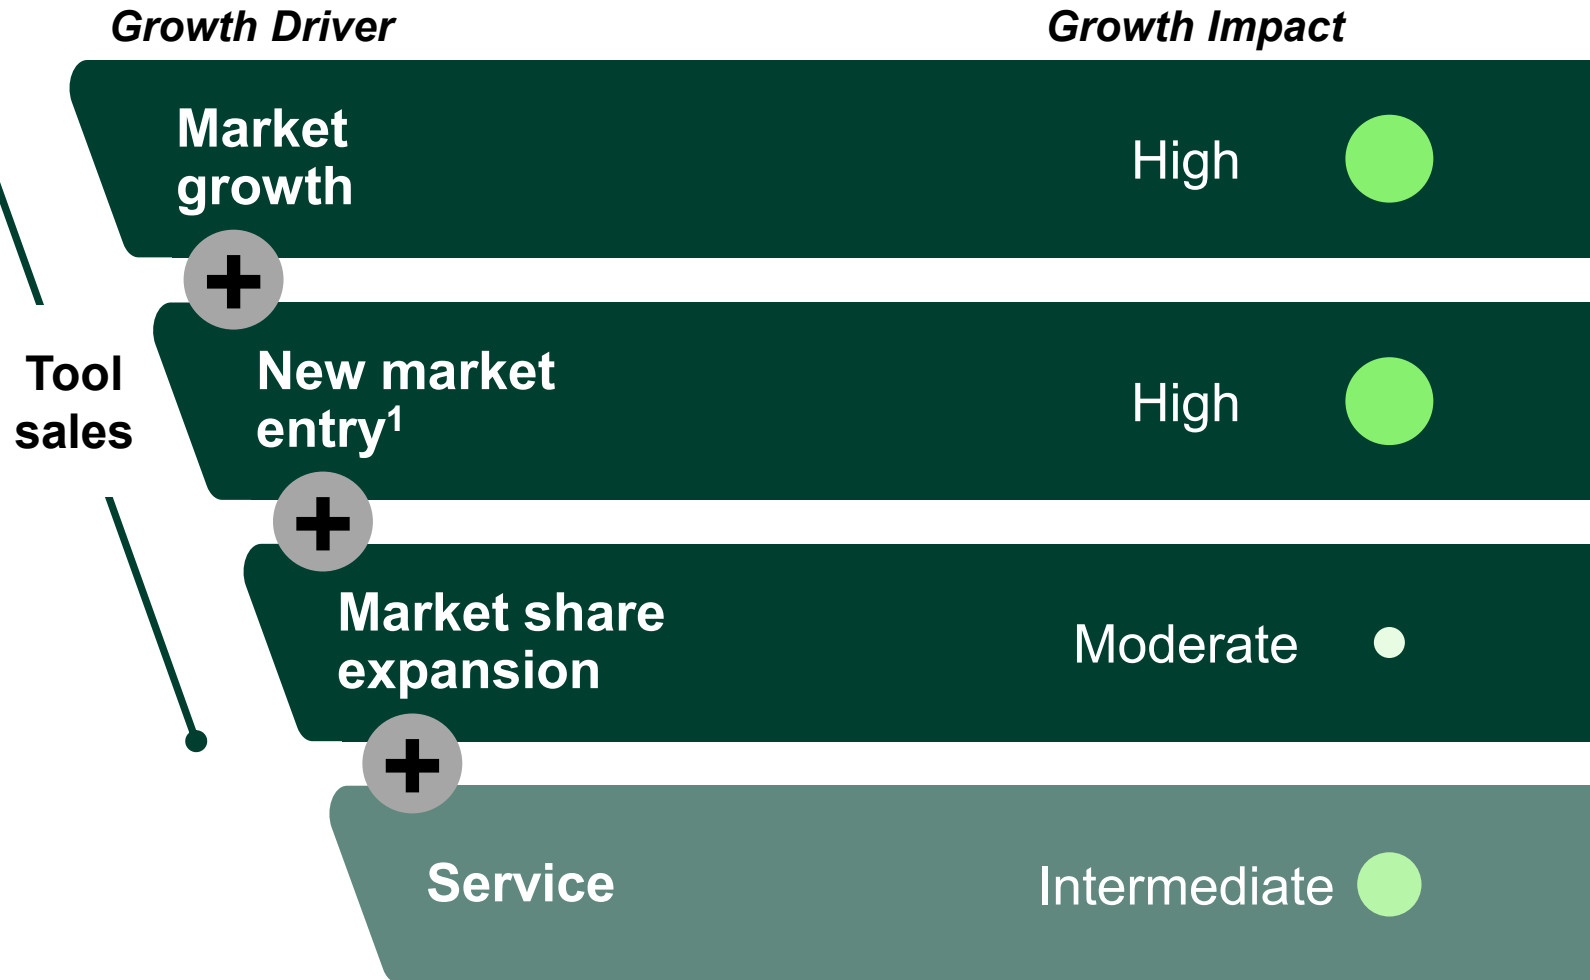 Growth Driver
Growth Impact
Market
growth
High
Tool
sales
New market
entry¹
High
Market share
expansion
Moderate
Service
Intermediate